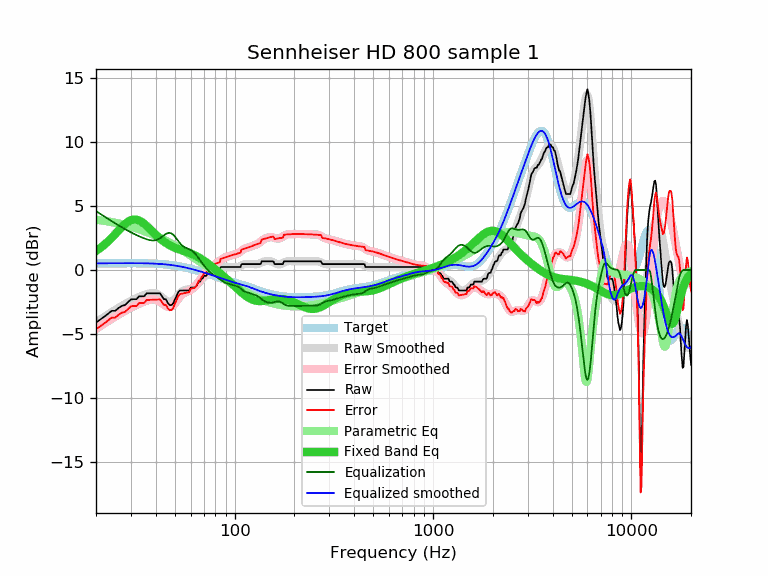 Sennheiser HD 800 sample 1
15
10
5
0
−5
−10
−15
Amplitude (dBr)
Target
Raw Smoothed
Error Smoothed
Raw
Error
Parametric Eq
Fixed Band Eq
Equalization
Equalized smoothed
100 1000 10000
Frequency (Hz)